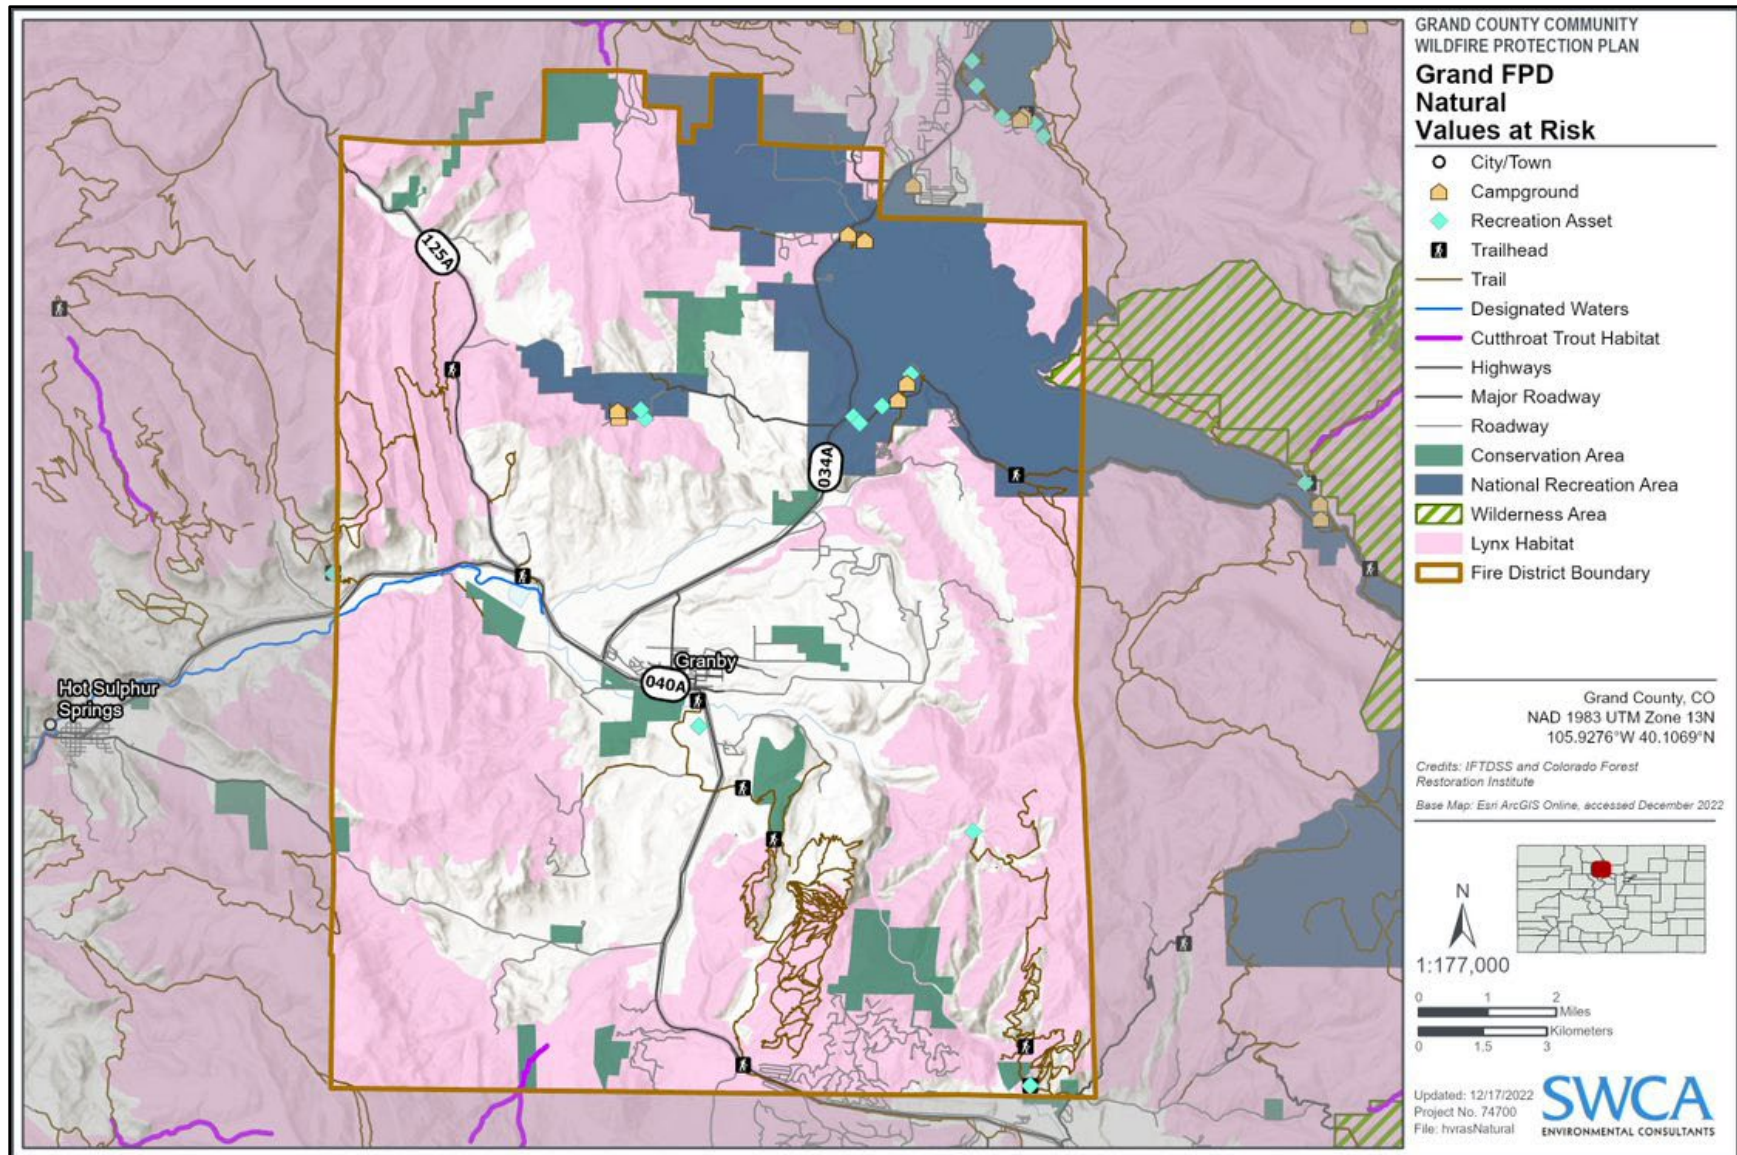 GRAND COUNTY COMMUNITY
WILDFIRE PROTECTION PLAN
Grand FPD
Natural
Values at Risk
City/Town
Campground
Recreation Asset
Trailhead
Trail
Designated Waters
Cutthroat Trout Habitat
Highways
Major Roadway
Roadway
Conservation Area
National Recreation Area
Wilderness Area
Lynx Habitat
Fire District Boundary
125A
034A
Granby
040A
Hot Sulphur
Springs
Grand County, CO
NAD 1983 UTM Zone 13N
105.9276°W 40.1069°N
Credits: IFTDSS and Colorado Forest
Restoration Institute
Base Map: Esri ArcGIS Online, accessed December 2022
N
1:177,000
0 1 2
Miles
Kilometers
0 1.5 3
Updated: 12/17/2022
Project No. 74700
File: hvrasNatural
SWCA
ENVIRONMENTAL CONSULTANTS